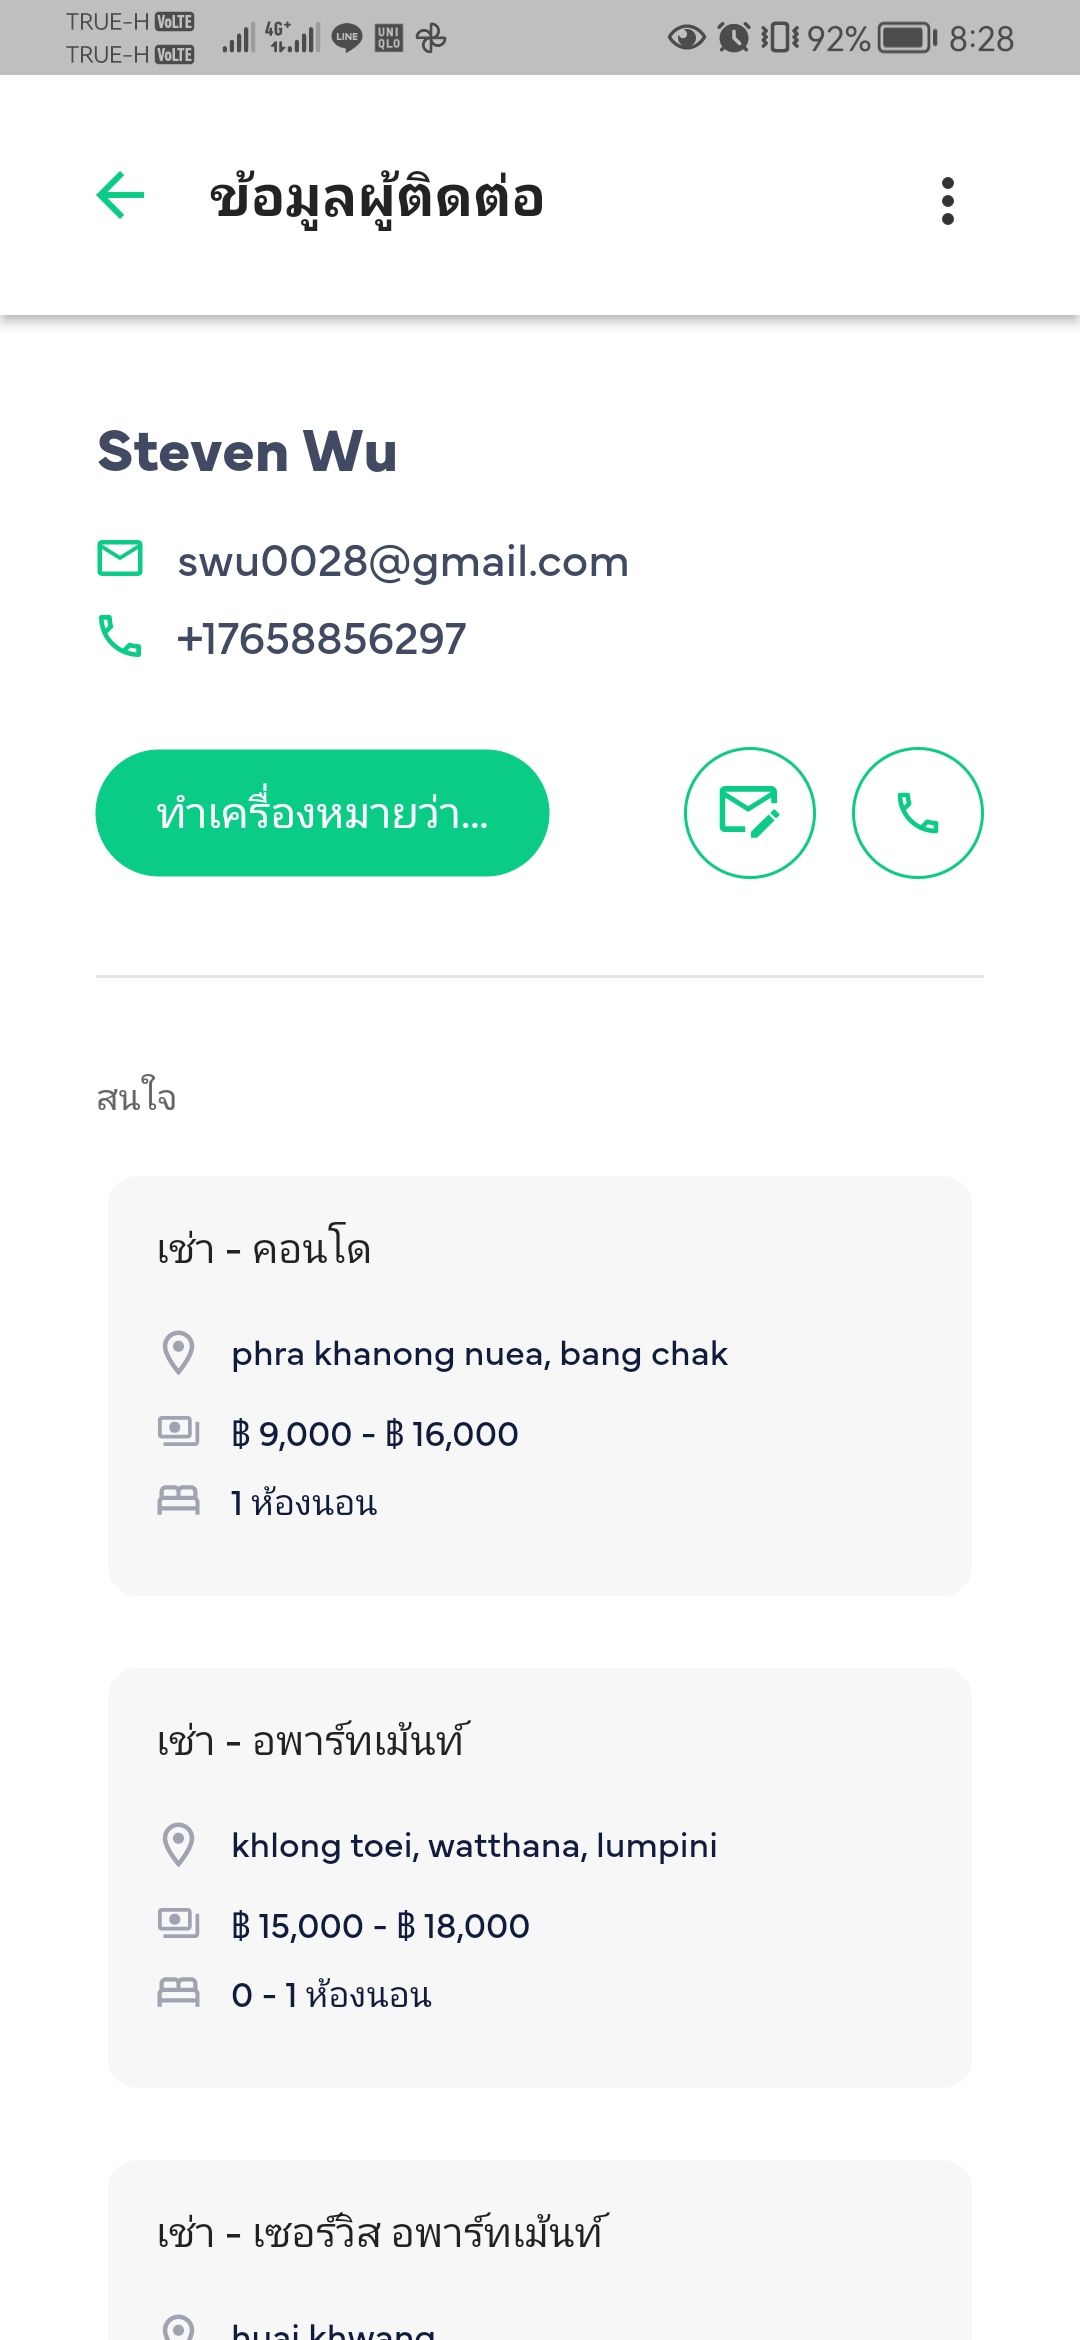 TRUE-H VoLTE
TRUE-H VoLTE
4G+
LINE
UNI
QLO
92%
8:28
ข้อมูลผู้ติดต่อ
Steven Wu
swu0028@gmail.com
+17658856297
ทำเครื่องหมายว่า...
สนใจ
เช่า - คอนโด
phra khanong nuea, bang chak
฿ 9,000 - ฿ 16,000
1 ห้องนอน
เช่า - อพาร์ทเม้นท์
khlong toei, watthana, lumpini
฿ 15,000 - ฿ 18,000
0 - 1 ห้องนอน
เช่า - เซอร์วิส อพาร์ทเม้นท์
huai khwang